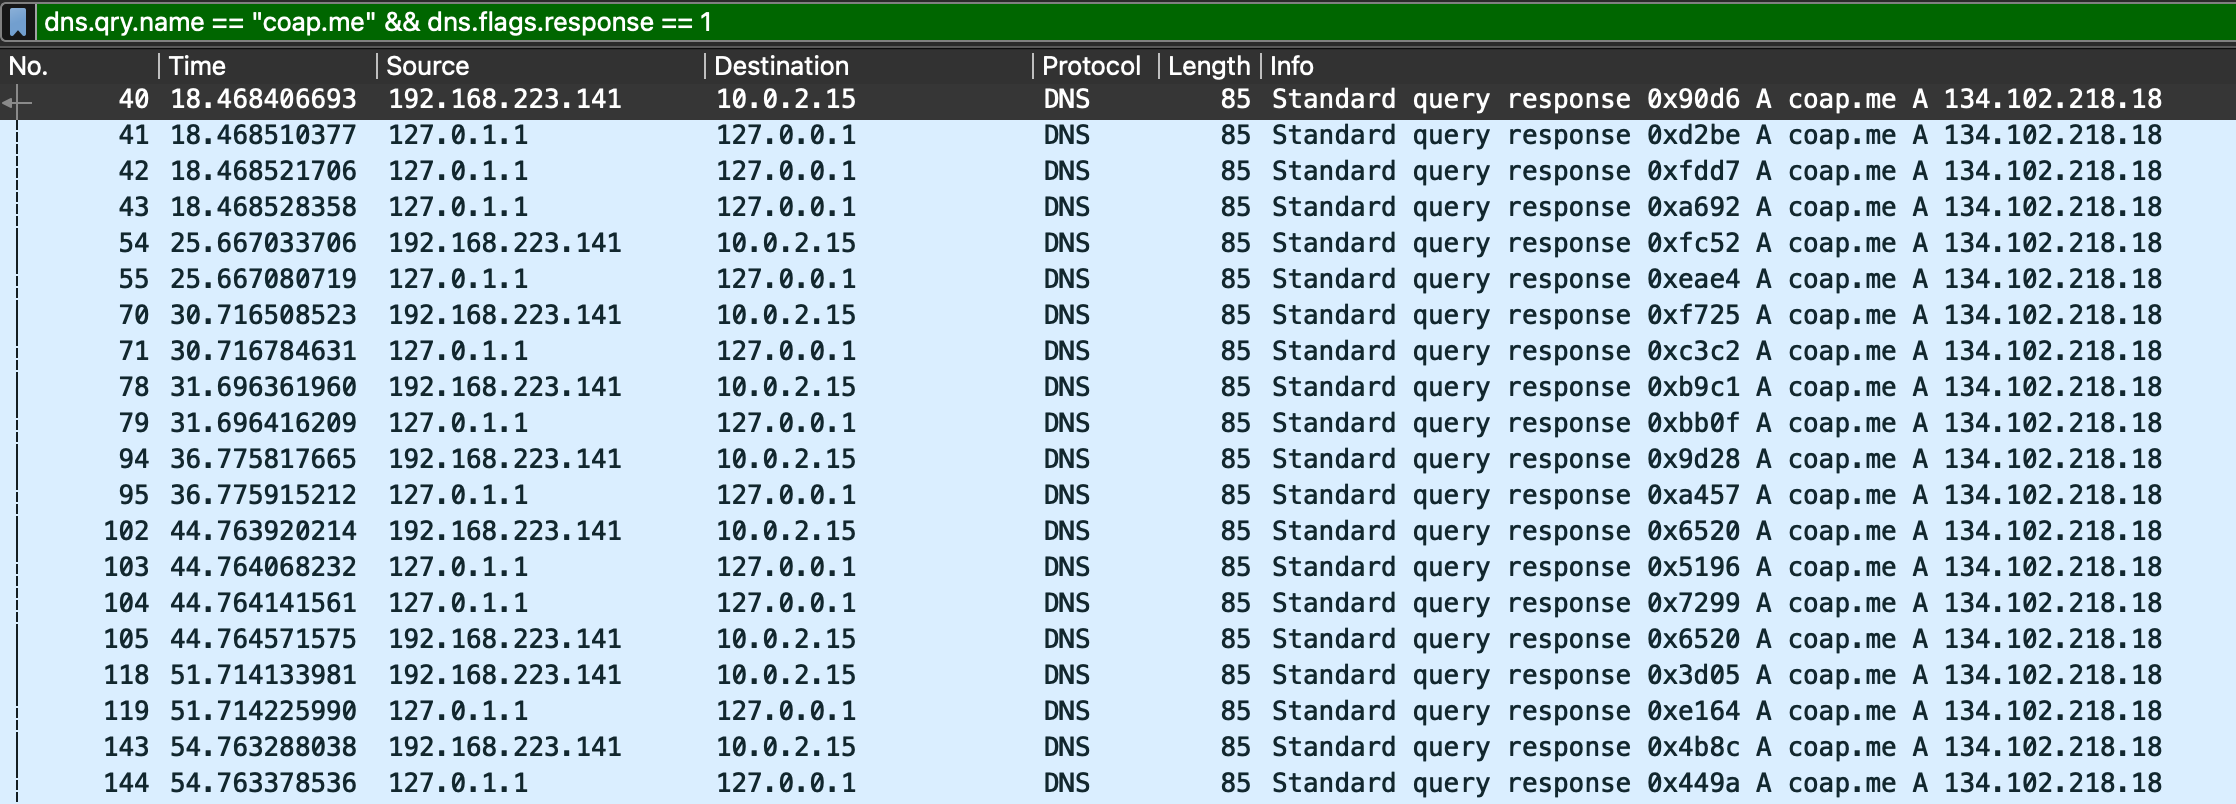 dns.qry.name == "coap.me" && dns.flags.response == 1
No. Time Source Destination Protocol Length Info
40 18.468406693 192.168.223.141 10.0.2.15 DNS 85 Standard query response 0x90d6 A coap.me A 134.102.218.18
41 18.468510377 127.0.1.1 127.0.0.1 DNS 85 Standard query response 0xd2be A coap.me A 134.102.218.18
42 18.468521706 127.0.1.1 127.0.0.1 DNS 85 Standard query response 0xfdd7 A coap.me A 134.102.218.18
43 18.468528358 127.0.1.1 127.0.0.1 DNS 85 Standard query response 0xa692 A coap.me A 134.102.218.18
54 25.667033706 192.168.223.141 10.0.2.15 DNS 85 Standard query response 0xfc52 A coap.me A 134.102.218.18
55 25.667080719 127.0.1.1 127.0.0.1 DNS 85 Standard query response 0xeae4 A coap.me A 134.102.218.18
70 30.716508523 192.168.223.141 10.0.2.15 DNS 85 Standard query response 0xf725 A coap.me A 134.102.218.18
71 30.716784631 127.0.1.1 127.0.0.1 DNS 85 Standard query response 0xc3c2 A coap.me A 134.102.218.18
78 31.696361960 192.168.223.141 10.0.2.15 DNS 85 Standard query response 0xb9c1 A coap.me A 134.102.218.18
79 31.696416209 127.0.1.1 127.0.0.1 DNS 85 Standard query response 0xbb0f A coap.me A 134.102.218.18
94 36.775817665 192.168.223.141 10.0.2.15 DNS 85 Standard query response 0x9d28 A coap.me A 134.102.218.18
95 36.775915212 127.0.1.1 127.0.0.1 DNS 85 Standard query response 0xa457 A coap.me A 134.102.218.18
102 44.763920214 192.168.223.141 10.0.2.15 DNS 85 Standard query response 0x6520 A coap.me A 134.102.218.18
103 44.764068232 127.0.1.1 127.0.0.1 DNS 85 Standard query response 0x5196 A coap.me A 134.102.218.18
104 44.764141561 127.0.1.1 127.0.0.1 DNS 85 Standard query response 0x7299 A coap.me A 134.102.218.18
105 44.764571575 192.168.223.141 10.0.2.15 DNS 85 Standard query response 0x6520 A coap.me A 134.102.218.18
118 51.714133981 192.168.223.141 10.0.2.15 DNS 85 Standard query response 0x3d05 A coap.me A 134.102.218.18
119 51.714225990 127.0.1.1 127.0.0.1 DNS 85 Standard query response 0xe164 A coap.me A 134.102.218.18
143 54.763288038 192.168.223.141 10.0.2.15 DNS 85 Standard query response 0x4b8c A coap.me A 134.102.218.18
144 54.763378536 127.0.1.1 127.0.0.1 DNS 85 Standard query response 0x449a A coap.me A 134.102.218.18